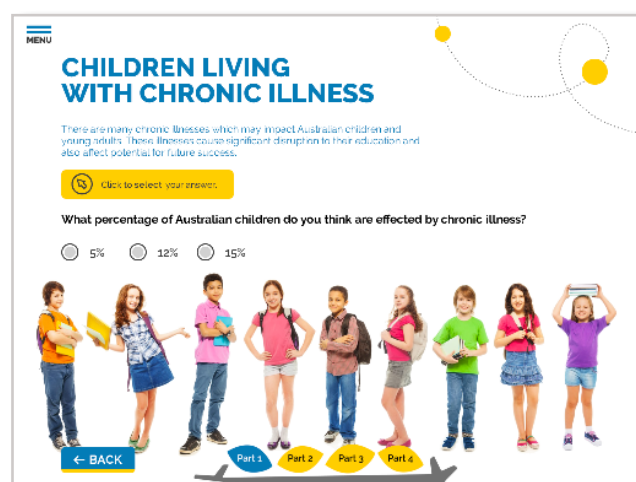 MENU
CHILDREN LIVING
WITH CHRONIC ILLNESS
There are many chronic illnesses which may impact Australian children and
young adults. These illnesses cause significant disruption to their education and
also affect potential for future success.
Click to select your answer.
What percentage of Australian children do you think are effected by chronic illness?
5% 12% 15%
← BACK
Part 1 Part 2 Part 3 Part 4